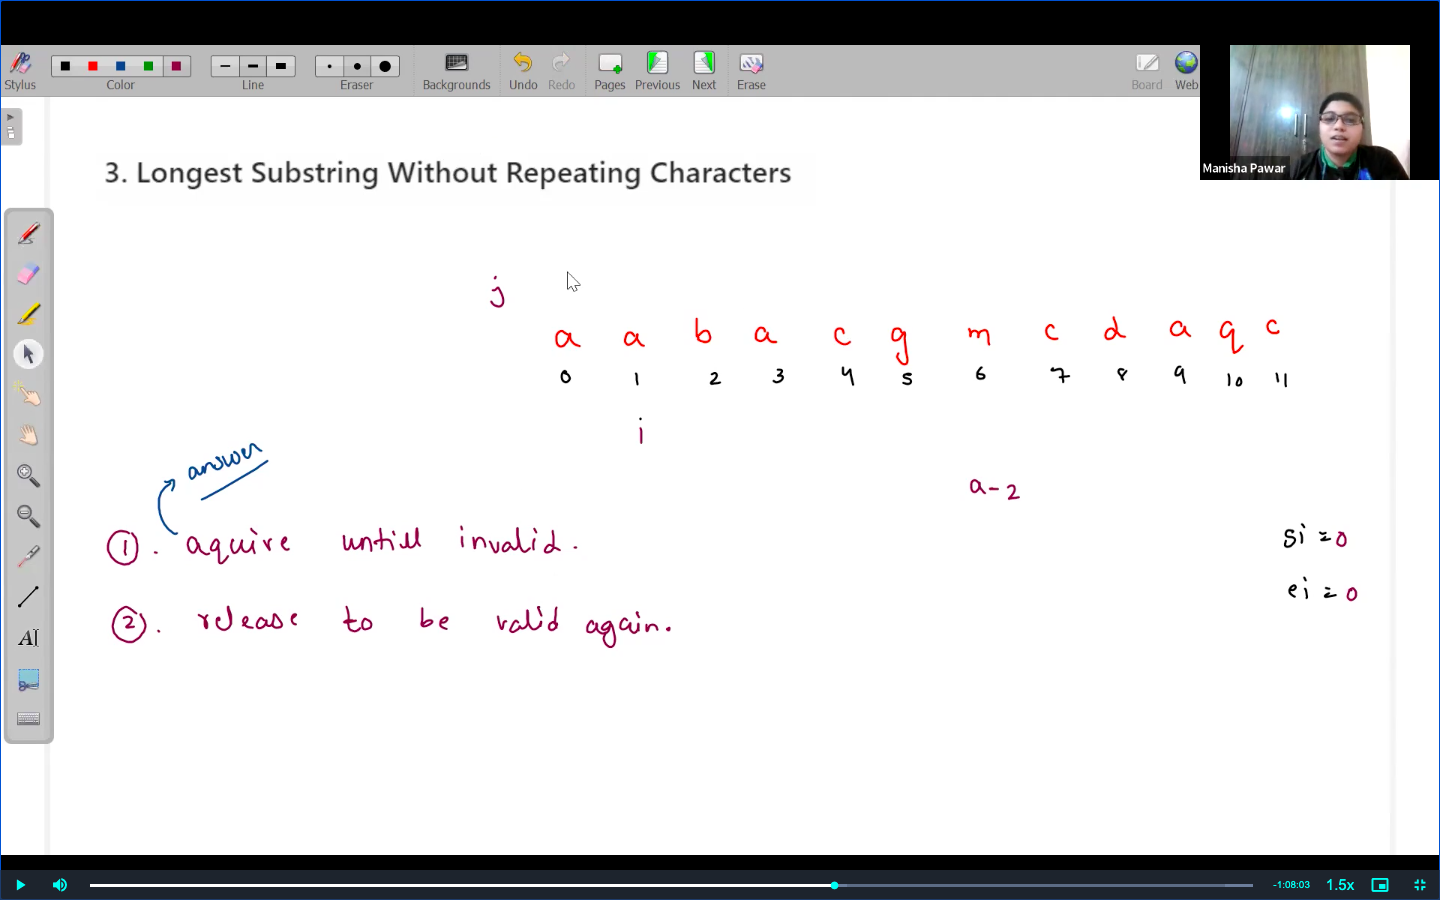 Stylus
Color
Line
Eraser
Backgrounds
Undo
Redo
Pages
Previous
Next
Erase
Board
Web
Manisha Pawar
3. Longest Substring Without Repeating Characters
j
a a b a c g m c d a q c
0 1 2 3 4 5 6 7 8 9 10 11
i
answer
a-2
①. aquire untill invalid.
si = 0
ei = 0
②. release to be valid again.
AI
-1:08:03
1.5x